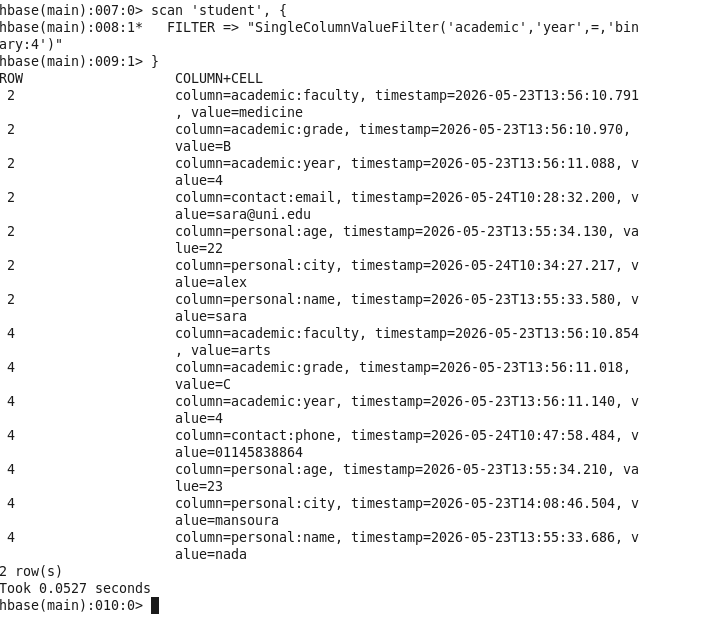 hbase(main):007:0> scan 'student', {
hbase(main):008:1*   FILTER => "SingleColumnValueFilter('academic','year',=,'bin
ary:4')"
hbase(main):009:1> }
ROW                   COLUMN+CELL
 2                    column=academic:faculty, timestamp=2026-05-23T13:56:10.791
                      , value=medicine
 2                    column=academic:grade, timestamp=2026-05-23T13:56:10.970,
                      value=B
 2                    column=academic:year, timestamp=2026-05-23T13:56:11.088, v
                      alue=4
 2                    column=contact:email, timestamp=2026-05-24T10:28:32.200, v
                      alue=sara@uni.edu
 2                    column=personal:age, timestamp=2026-05-23T13:55:34.130, va
                      lue=22
 2                    column=personal:city, timestamp=2026-05-24T10:34:27.217, v
                      alue=alex
 2                    column=personal:name, timestamp=2026-05-23T13:55:33.580, v
                      alue=sara
 4                    column=academic:faculty, timestamp=2026-05-23T13:56:10.854
                      , value=arts
 4                    column=academic:grade, timestamp=2026-05-23T13:56:11.018,
                      value=C
 4                    column=academic:year, timestamp=2026-05-23T13:56:11.140, v
                      alue=4
 4                    column=contact:phone, timestamp=2026-05-24T10:47:58.484, v
                      alue=01145838864
 4                    column=personal:age, timestamp=2026-05-23T13:55:34.210, va
                      lue=23
 4                    column=personal:city, timestamp=2026-05-23T14:08:46.504, v
                      alue=mansoura
 4                    column=personal:name, timestamp=2026-05-23T13:55:33.686, v
                      alue=nada
2 row(s)
Took 0.0527 seconds
hbase(main):010:0>